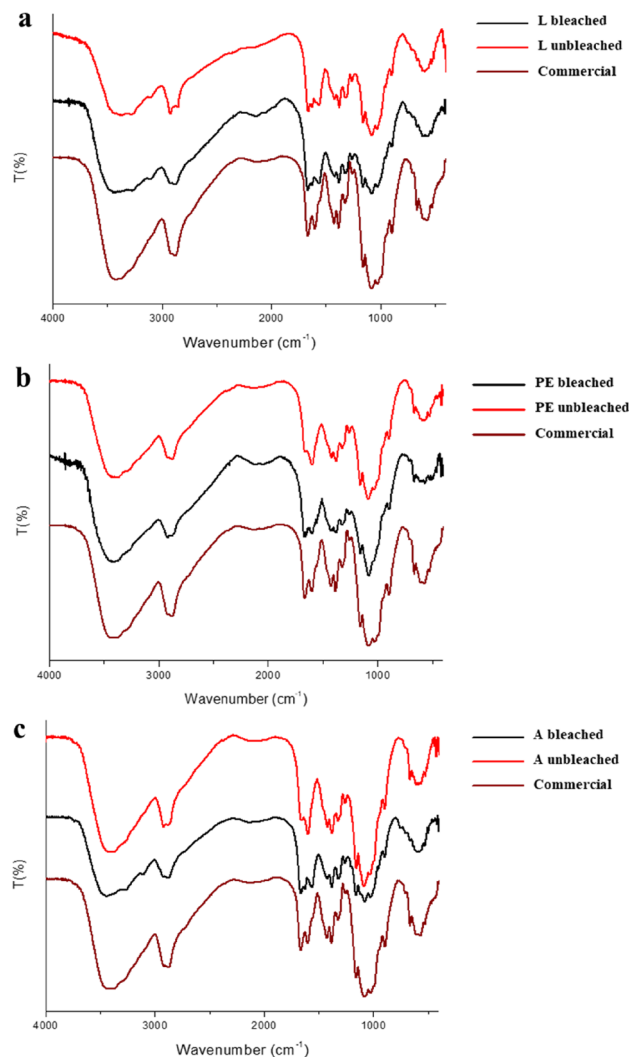 a
L bleached
L unbleached
Commercial
T(%)
4000 3000 2000 1000
Wavenumber (cm⁻¹)
b
PE bleached
PE unbleached
Commercial
T(%)
4000 3000 2000 1000
Wavenumber (cm⁻¹)
c
A bleached
A unbleached
Commercial
T(%)
4000 3000 2000 1000
Wavenumber (cm⁻¹)